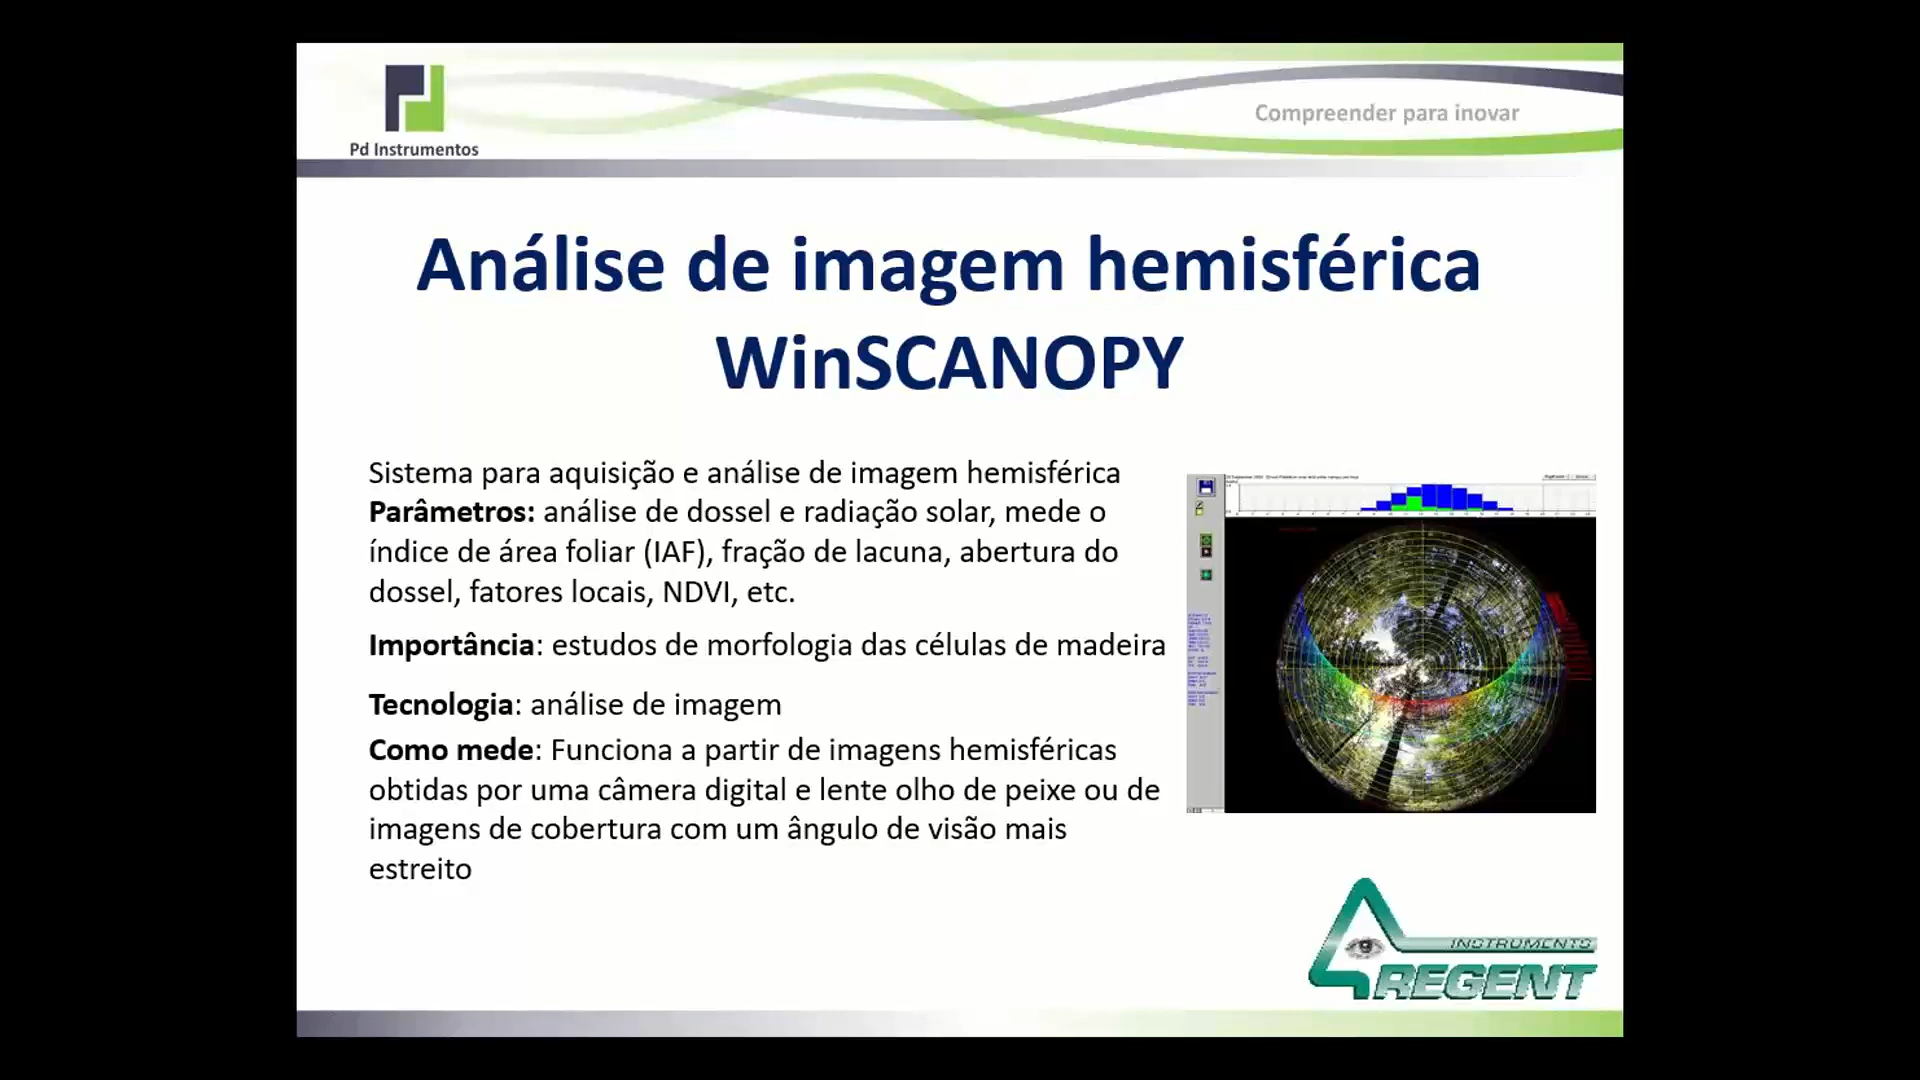 Pd Instrumentos
Compreender para inovar
Análise de imagem hemisférica
WinSCANOPY
Sistema para aquisição e análise de imagem hemisférica
Parâmetros: análise de dossel e radiação solar, mede o
índice de área foliar (IAF), fração de lacuna, abertura do
dossel, fatores locais, NDVI, etc.
Importância: estudos de morfologia das células de madeira
Tecnologia: análise de imagem
Como mede: Funciona a partir de imagens hemisféricas
obtidas por uma câmera digital e lente olho de peixe ou de
imagens de cobertura com um ângulo de visão mais
estreito
INSTRUMENTS
REGENT